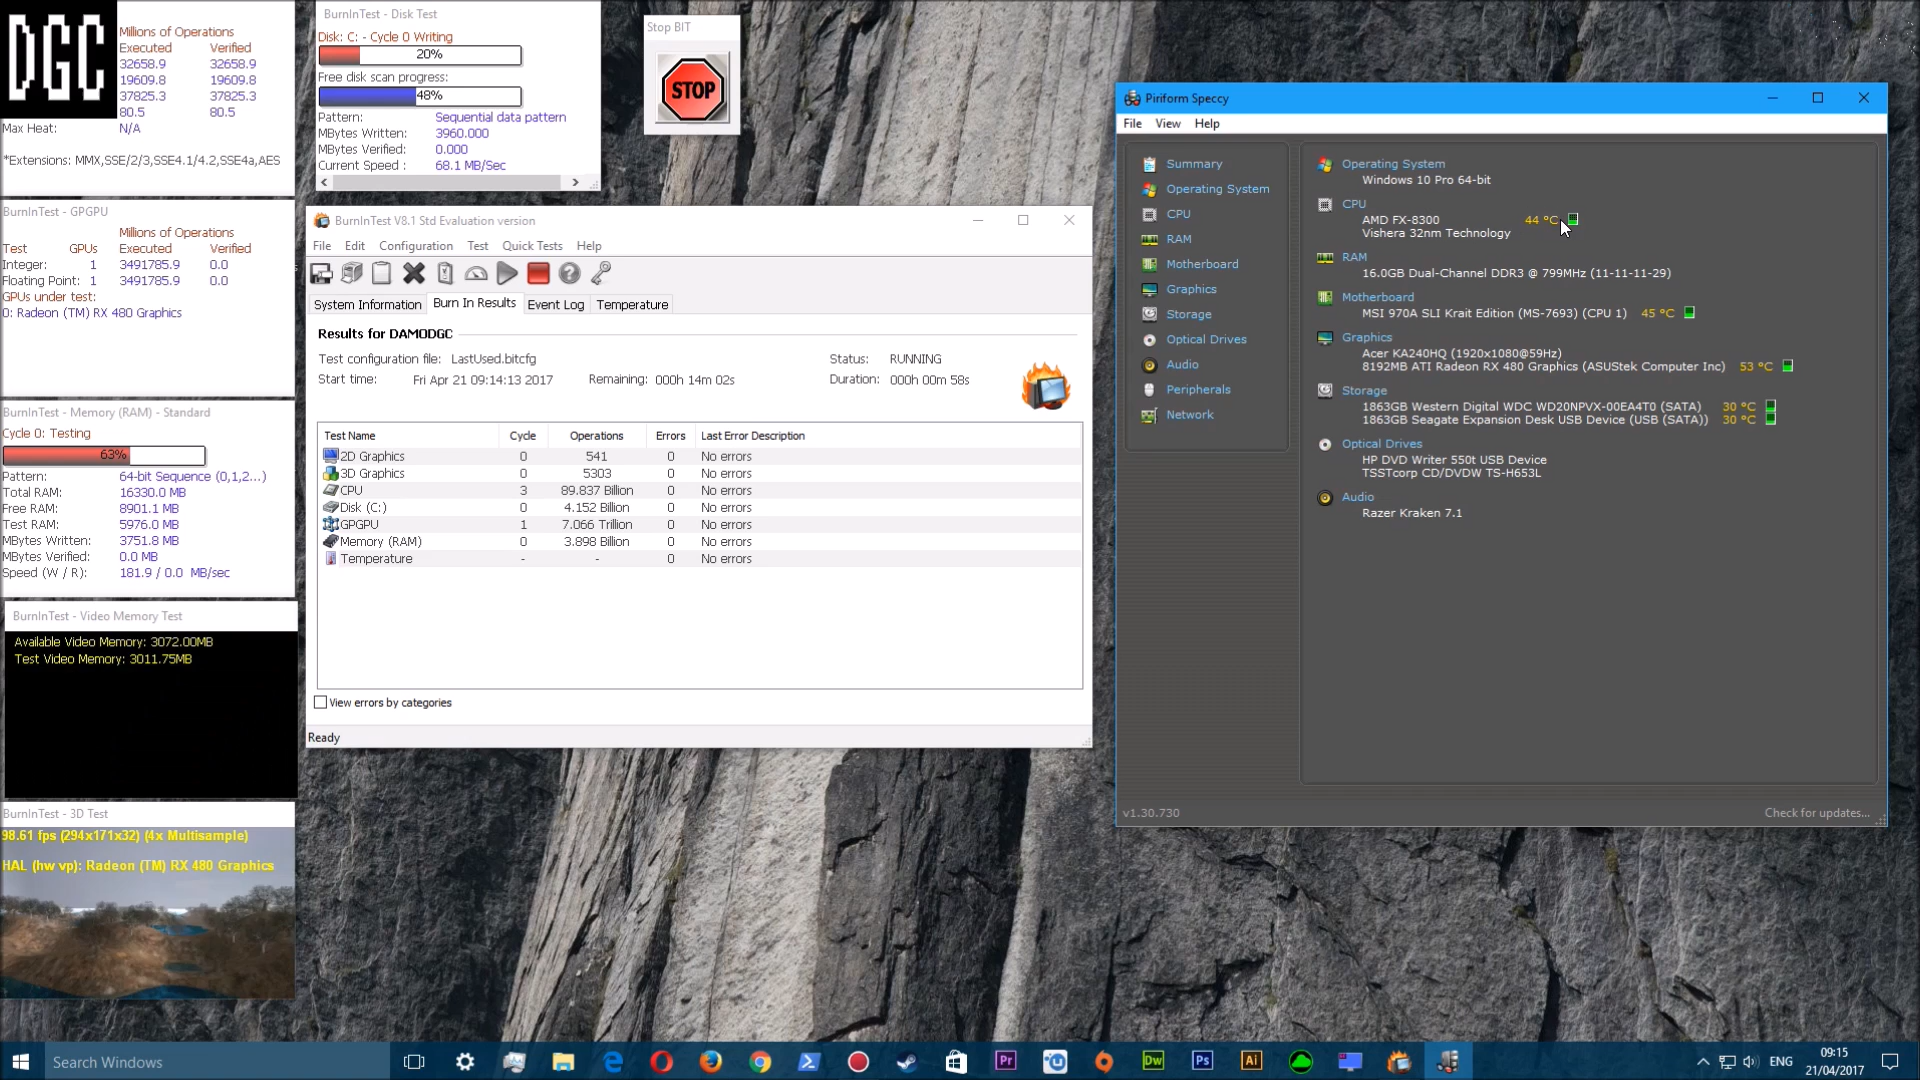 DGC
Millions of Operations
Executed Verified
32658.9 32658.9
19609.8 19609.8
37825.3 37825.3
80.5 80.5
Max Heat: N/A
*Extensions: MMX,SSE/2/3,SSE4.1/4.2,SSE4a,AES
BurnInTest - GPGPU
Millions of Operations
Test GPUs Executed Verified
Integer: 1 3491785.9 0.0
Floating Point: 1 3491785.9 0.0
GPUs under test:
0: Radeon (TM) RX 480 Graphics
BurnInTest - Memory (RAM) - Standard
Cycle 0: Testing
63%
Pattern: 64-bit Sequence (0,1,2...)
Total RAM: 16330.0 MB
Free RAM: 8901.1 MB
Test RAM: 5976.0 MB
MBytes Written: 3751.8 MB
MBytes Verified: 0.0 MB
Speed (W / R): 181.9 / 0.0 MB/sec
BurnInTest - Video Memory Test
Available Video Memory: 3072.00MB
Test Video Memory: 3011.75MB
BurnInTest - 3D Test
98.61 fps (294x171x32) (4x Multisample)
HAL (hw vp): Radeon (TM) RX 480 Graphics
BurnInTest - Disk Test
Disk: C: - Cycle 0 Writing
20%
Free disk scan progress:
48%
Pattern: Sequential data pattern
MBytes Written: 3960.000
MBytes Verified: 0.000
Current Speed : 68.1 MB/Sec
Stop BIT
STOP
BurnInTest V8.1 Std Evaluation version
File Edit Configuration Test Quick Tests Help
System Information Burn In Results Event Log Temperature
Results for DAMODGC
Test configuration file: LastUsed.bitcfg Status: RUNNING
Start time: Fri Apr 21 09:14:13 2017 Remaining: 000h 14m 02s Duration: 000h 00m 58s
Test Name Cycle Operations Errors Last Error Description
2D Graphics 0 541 0 No errors
3D Graphics 0 5303 0 No errors
CPU 3 89.837 Billion 0 No errors
Disk (C:) 0 4.152 Billion 0 No errors
GPGPU 1 7.066 Trillion 0 No errors
Memory (RAM) 0 3.898 Billion 0 No errors
Temperature - - 0 No errors
View errors by categories
Ready
Piriform Speccy
File View Help
Summary
Operating System
CPU
RAM
Motherboard
Graphics
Storage
Optical Drives
Audio
Peripherals
Network
Operating System
Windows 10 Pro 64-bit
CPU
AMD FX-8300 44 °C
Vishera 32nm Technology
RAM
16.0GB Dual-Channel DDR3 @ 799MHz (11-11-11-29)
Motherboard
MSI 970A SLI Krait Edition (MS-7693) (CPU 1) 45 °C
Graphics
Acer KA240HQ (1920x1080@59Hz)
8192MB ATI Radeon RX 480 Graphics (ASUStek Computer Inc) 53 °C
Storage
1863GB Western Digital WDC WD20NPVX-00EA4T0 (SATA) 30 °C
1863GB Seagate Expansion Desk USB Device (USB (SATA)) 30 °C
Optical Drives
HP DVD Writer 550t USB Device
TSSTcorp CD/DVDW TS-H653L
Audio
Razer Kraken 7.1
v1.30.730 Check for updates...
Search Windows
Pr
Dw
Ps
Ai
ENG
09:15
21/04/2017